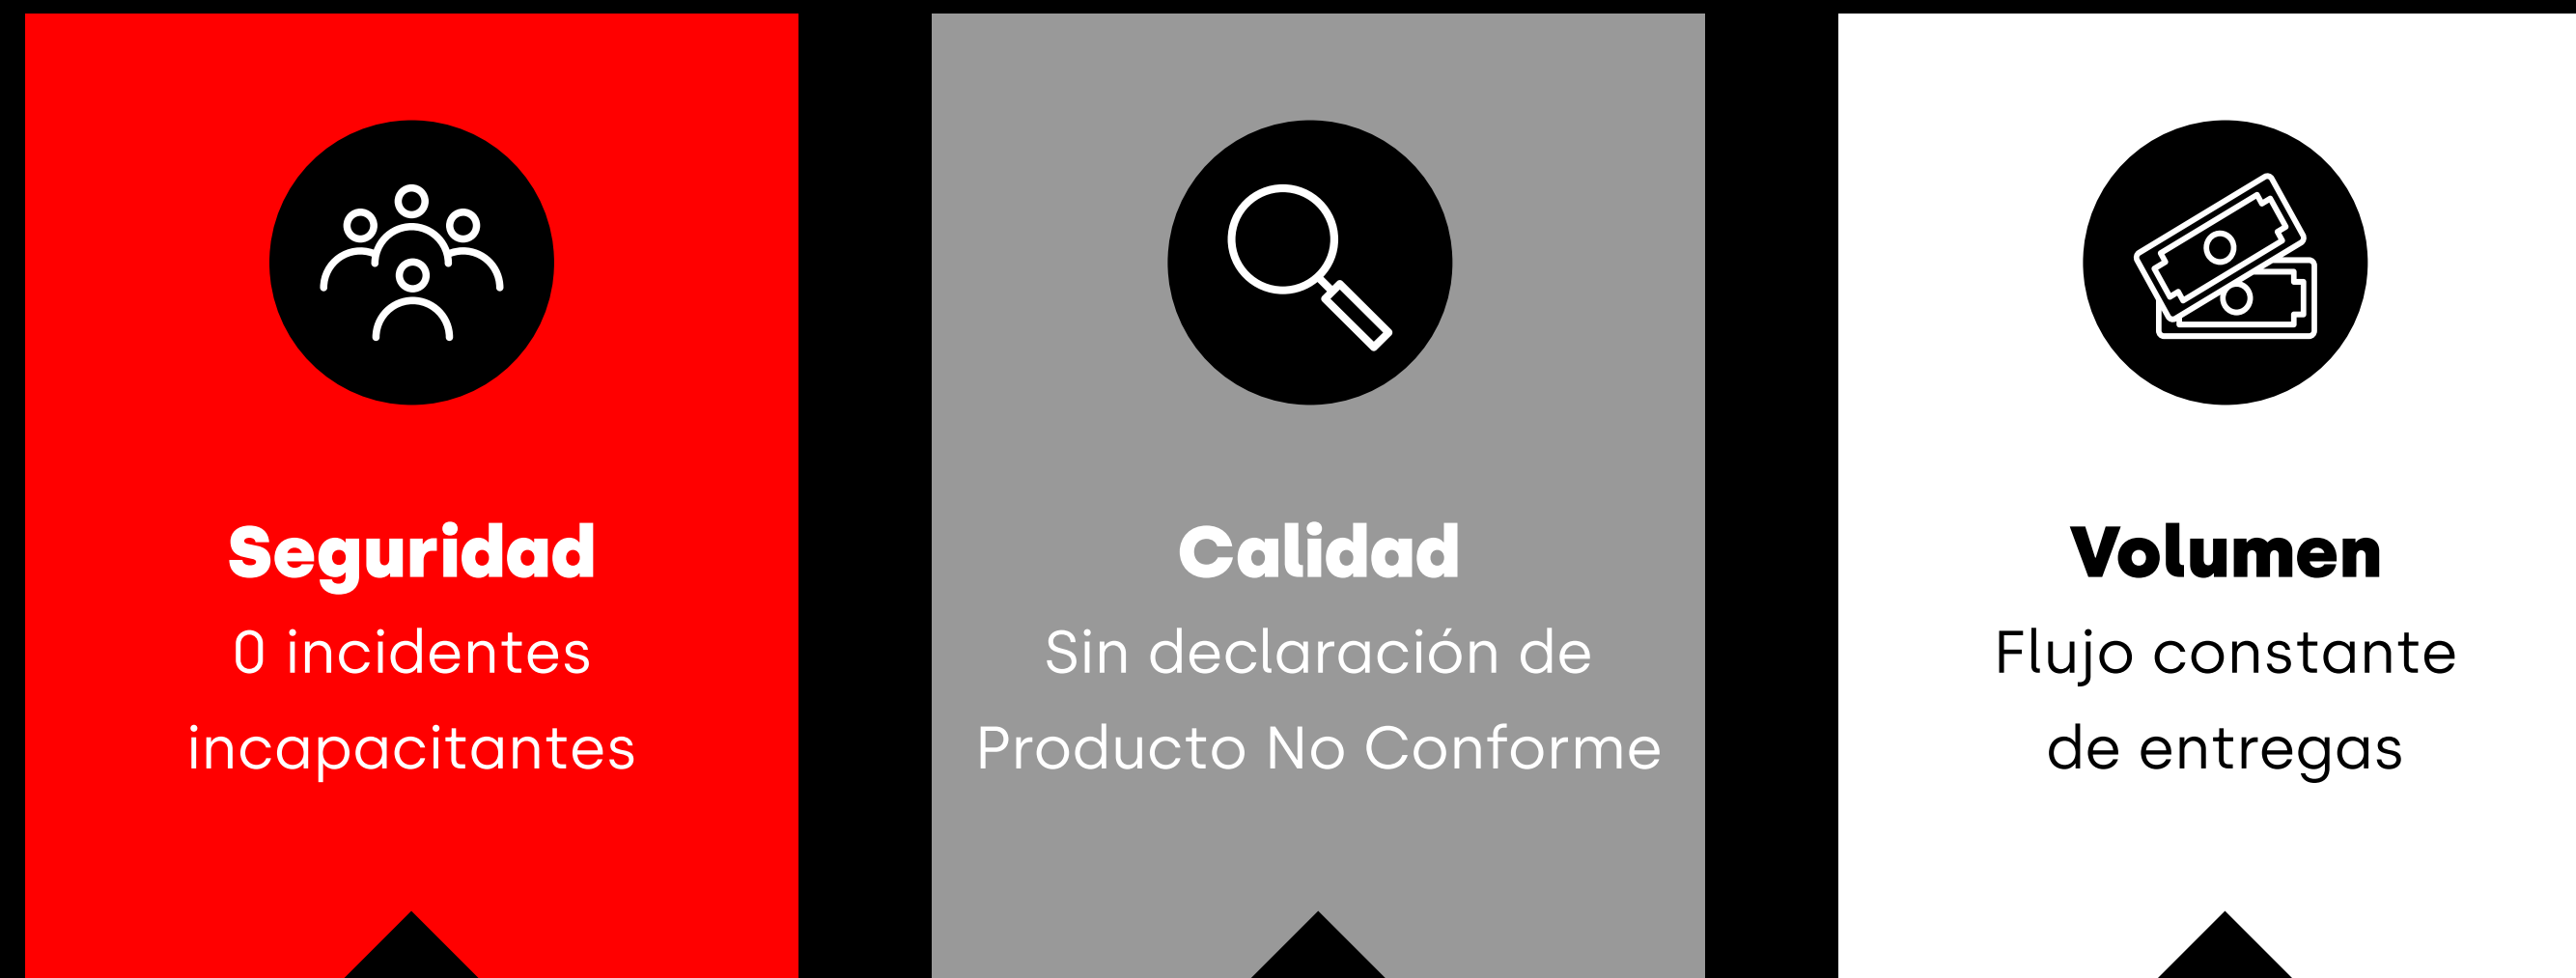 Seguridad
0 incidentes
incapacitantes
Calidad
Sin declaración de
Producto No Conforme
Volumen
Flujo constante
de entregas